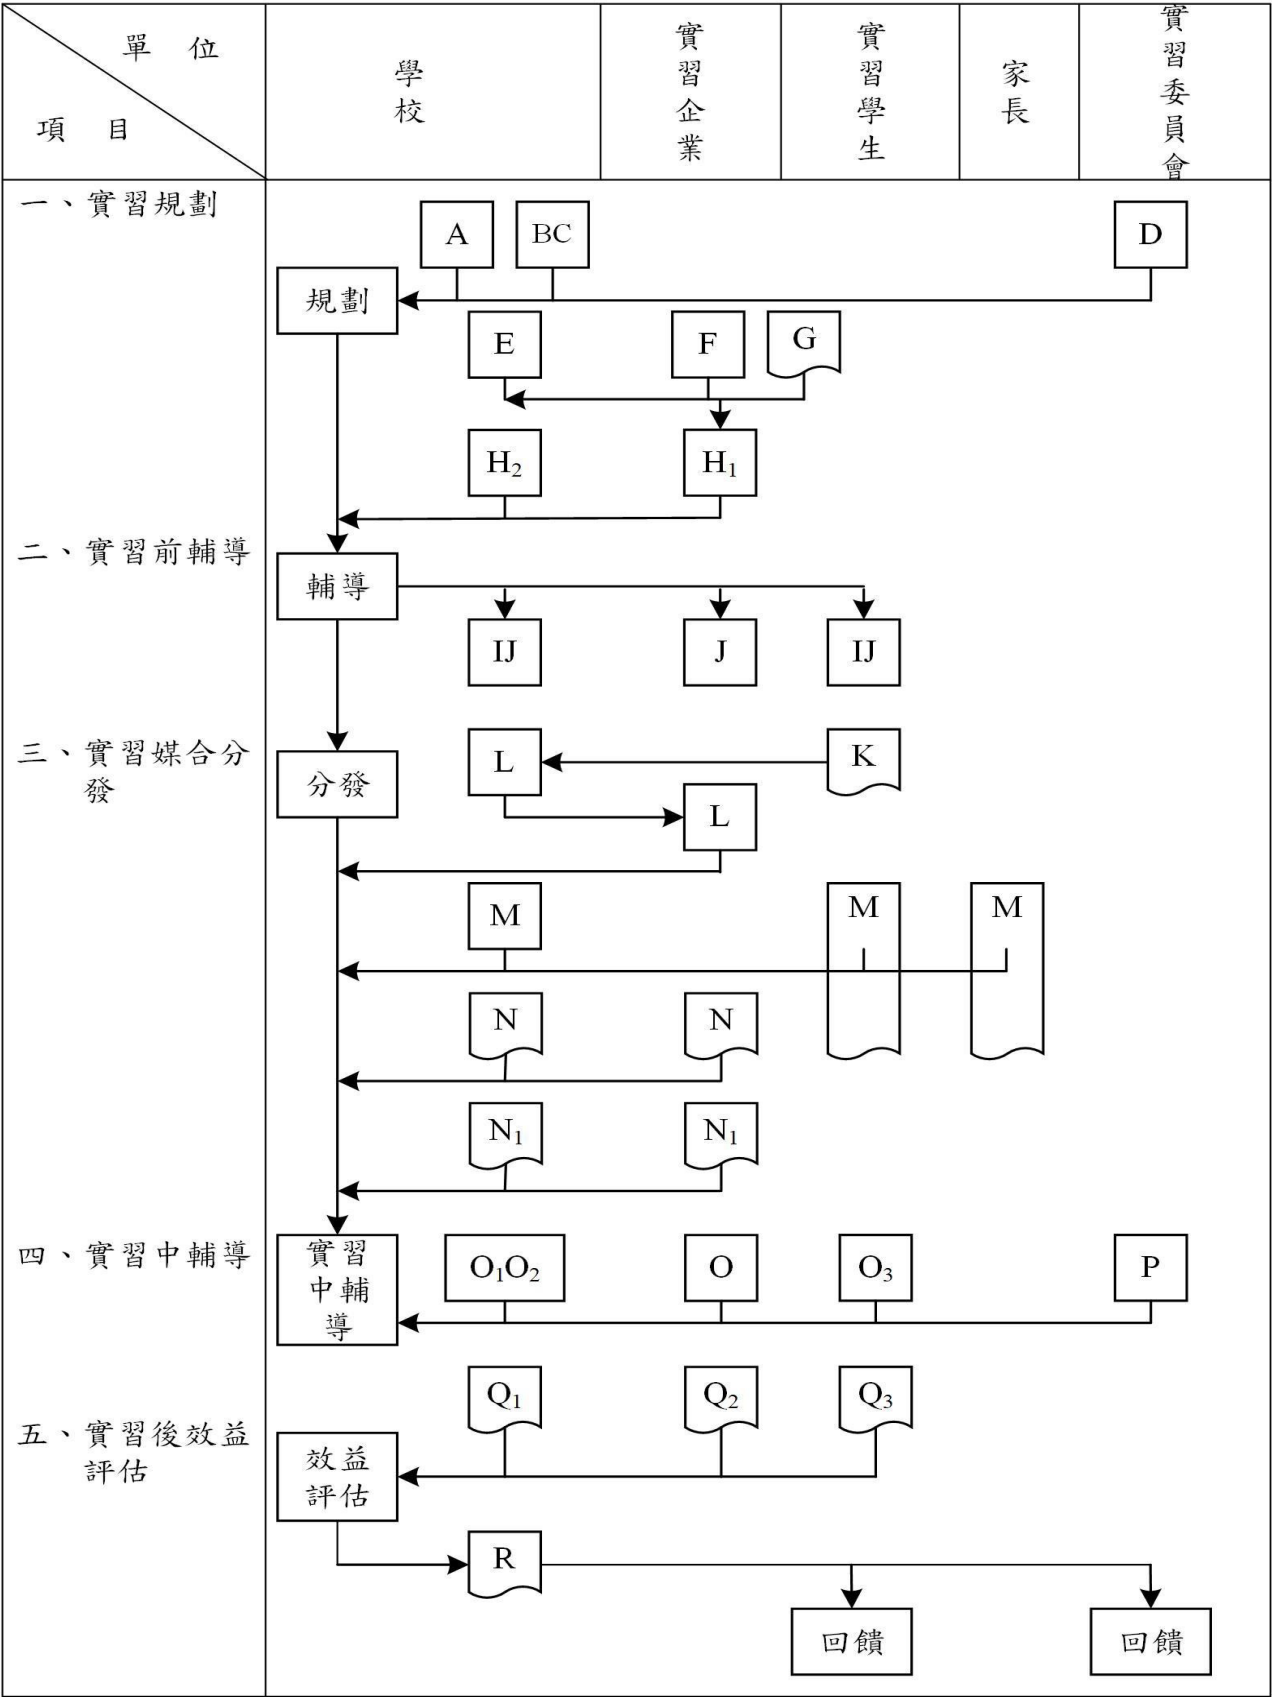 單 位
項 目
學校
實習企業
實習學生
家長
實習委員會
一、實習規劃
A
BC
D
規劃
E
F
G
H₂
H₁
二、實習前輔導
輔導
IJ
J
IJ
三、實習媒合分
發
分發
L
K
L
M
M
M
N
N
N₁
N₁
四、實習中輔導
實習
中輔
導
O₁O₂
O
O₃
P
Q₁
Q₂
Q₃
五、實習後效益
評估
效益
評估
R
回饋
回饋